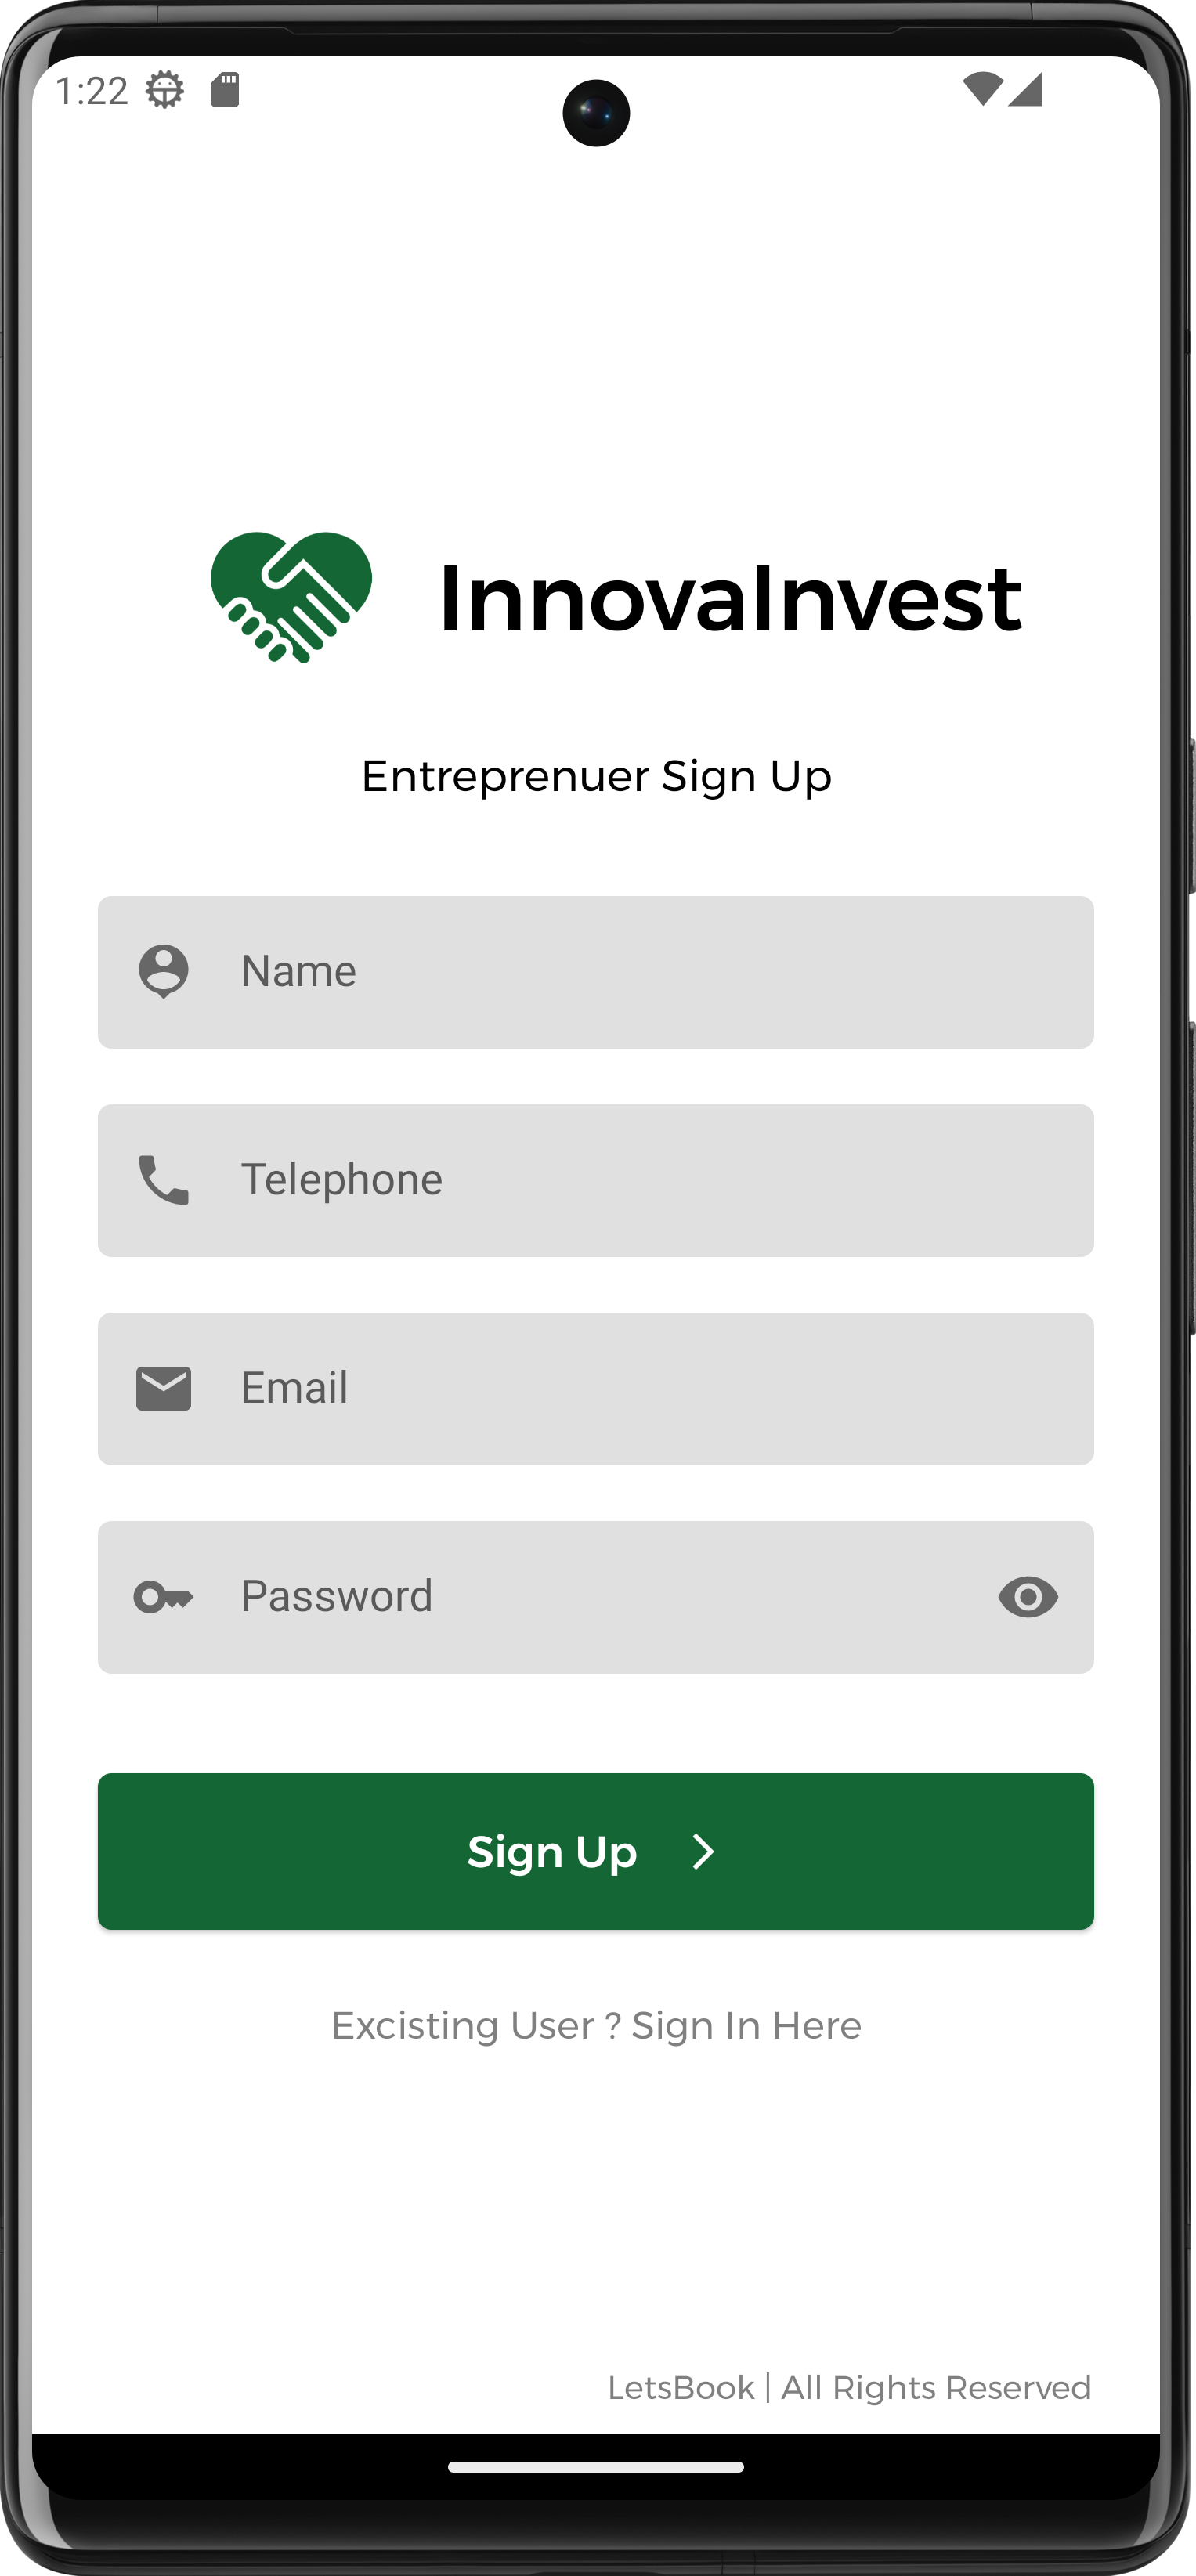 1:22
InnovaInvest
Entreprenuer Sign Up
Name
Telephone
Email
Password
Sign Up
Excisting User ? Sign In Here
LetsBook | All Rights Reserved